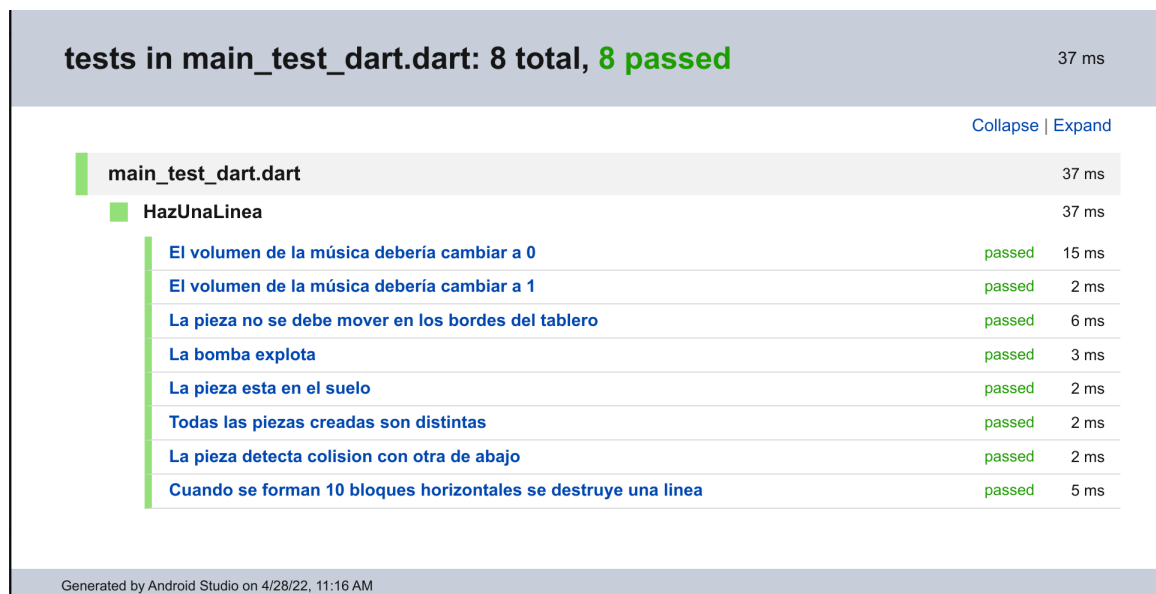 tests in main_test_dart.dart: 8 total, 8 passed 37 ms
Collapse | Expand
main_test_dart.dart 37 ms
HazUnaLinea 37 ms
El volumen de la música debería cambiar a 0 passed 15 ms
El volumen de la música debería cambiar a 1 passed 2 ms
La pieza no se debe mover en los bordes del tablero passed 6 ms
La bomba explota passed 3 ms
La pieza esta en el suelo passed 2 ms
Todas las piezas creadas son distintas passed 2 ms
La pieza detecta colision con otra de abajo passed 2 ms
Cuando se forman 10 bloques horizontales se destruye una linea passed 5 ms
Generated by Android Studio on 4/28/22, 11:16 AM